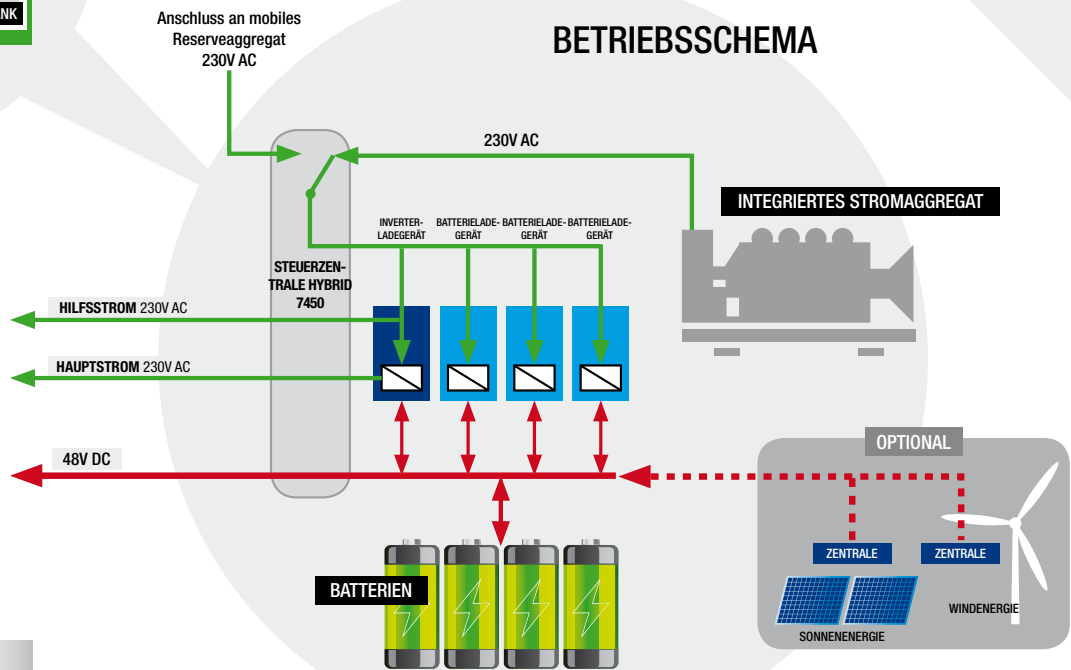 Anschluss an mobiles
Reserveaggregat
230V AC
BETRIEBSSCHEMA
230V AC
INTEGRIERTES STROMAGGREGAT
INVERTER-
LADEGERÄT
BATTERIELADE-
GERÄT
BATTERIELADE-
GERÄT
BATTERIELADE-
GERÄT
STEUERZEN-
TRALE HYBRID
7450
HILFSSTROM 230V AC
HAUPTSTROM 230V AC
48V DC
OPTIONAL
ZENTRALE
ZENTRALE
BATTERIEN
WINDENERGIE
SONNENENERGIE